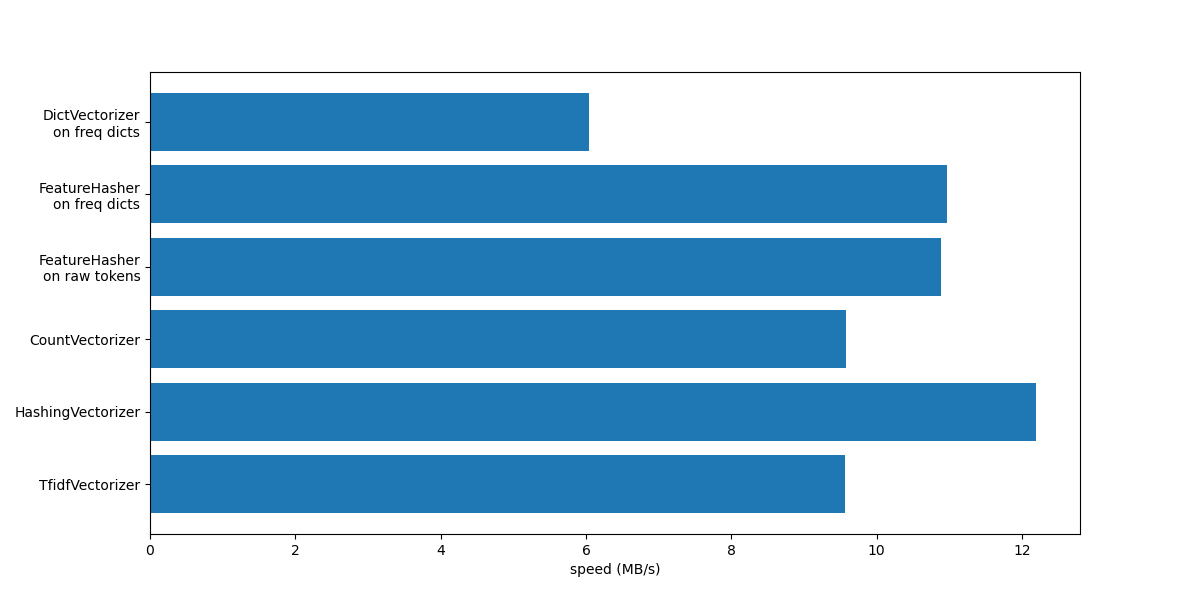 DictVectorizer
on freq dicts
FeatureHasher
on freq dicts
FeatureHasher
on raw tokens
CountVectorizer
HashingVectorizer
TfidfVectorizer
0 2 4 6 8 10 12
speed (MB/s)